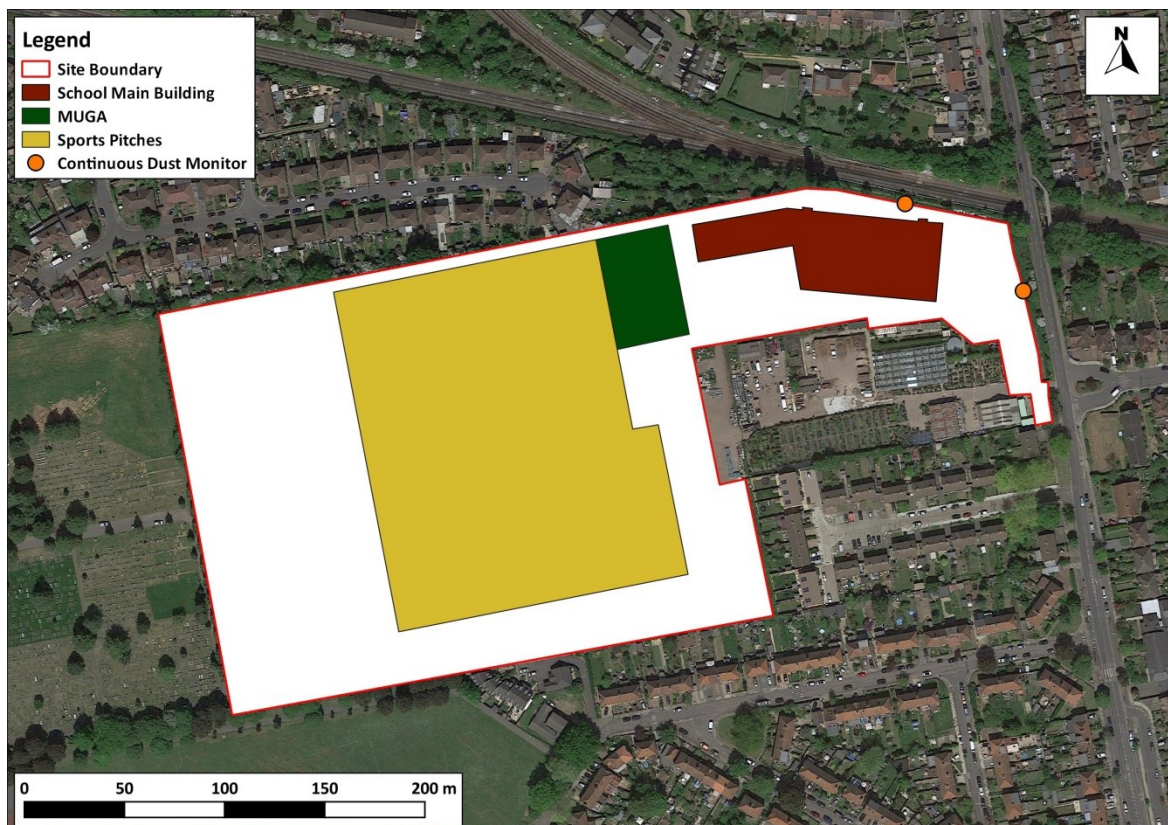 Legend
Site Boundary
School Main Building
MUGA
Sports Pitches
Continuous Dust Monitor
N
0 50 100 150 200 m